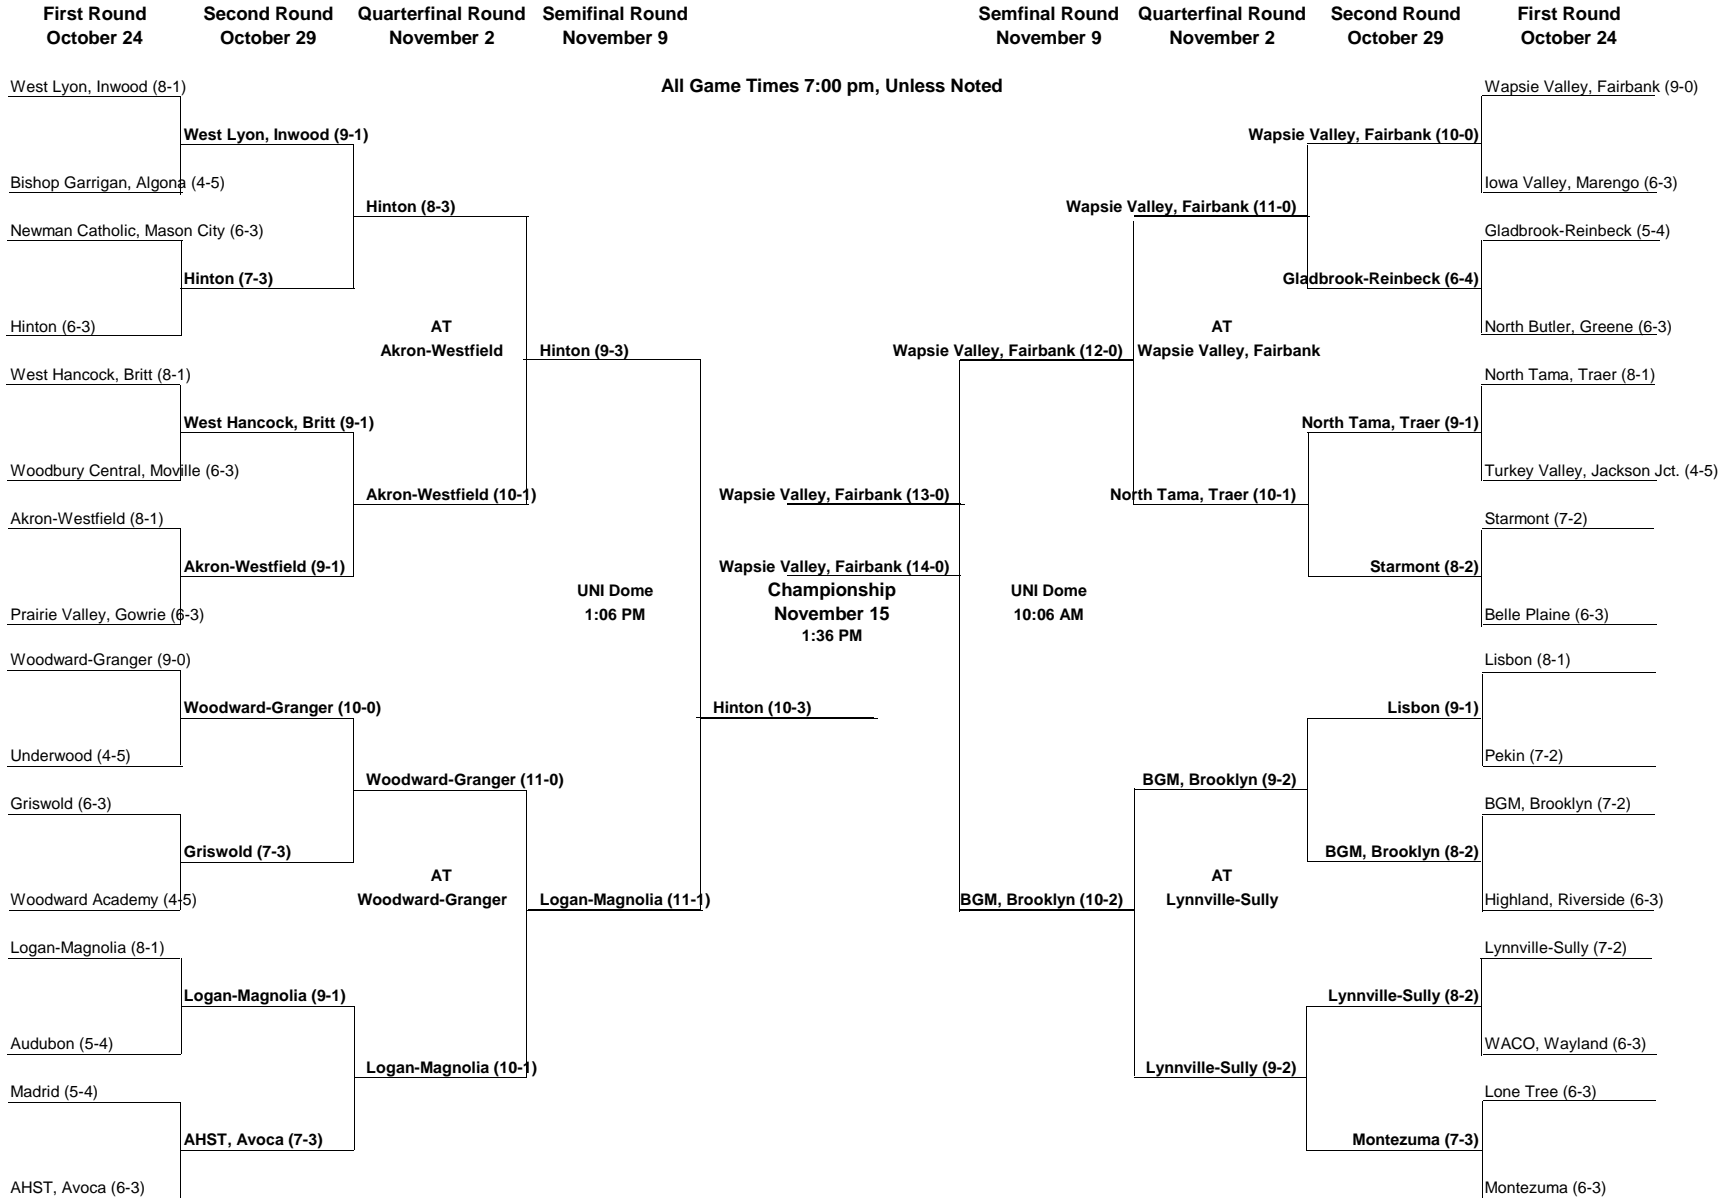 First Round
October 24
Second Round
October 29
Quarterfinal Round
November 2
Semifinal Round
November 9
Semfinal Round
November 9
Quarterfinal Round
November 2
Second Round
October 29
First Round
October 24
All Game Times 7:00 pm, Unless Noted
West Lyon, Inwood (8-1)
Bishop Garrigan, Algona (4-5)
Newman Catholic, Mason City (6-3)
Hinton (6-3)
West Hancock, Britt (8-1)
Woodbury Central, Moville (6-3)
Akron-Westfield (8-1)
Prairie Valley, Gowrie (6-3)
Woodward-Granger (9-0)
Underwood (4-5)
Griswold (6-3)
Woodward Academy (4-5)
Logan-Magnolia (8-1)
Audubon (5-4)
Madrid (5-4)
AHST, Avoca (6-3)
West Lyon, Inwood (9-1)
Hinton (7-3)
West Hancock, Britt (9-1)
Akron-Westfield (9-1)
Woodward-Granger (10-0)
Griswold (7-3)
Logan-Magnolia (9-1)
AHST, Avoca (7-3)
Hinton (8-3)
AT
Akron-Westfield
Akron-Westfield (10-1)
Woodward-Granger (11-0)
AT
Woodward-Granger
Logan-Magnolia (10-1)
Hinton (9-3)
UNI Dome
1:06 PM
Logan-Magnolia (11-1)
Wapsie Valley, Fairbank (13-0)
Wapsie Valley, Fairbank (14-0)
Championship
November 15
1:36 PM
Hinton (10-3)
Wapsie Valley, Fairbank (12-0)
UNI Dome
10:06 AM
BGM, Brooklyn (10-2)
Wapsie Valley, Fairbank (11-0)
AT
Wapsie Valley, Fairbank
North Tama, Traer (10-1)
BGM, Brooklyn (9-2)
AT
Lynnville-Sully
Lynnville-Sully (9-2)
Wapsie Valley, Fairbank (10-0)
Gladbrook-Reinbeck (6-4)
North Tama, Traer (9-1)
Starmont (8-2)
Lisbon (9-1)
BGM, Brooklyn (8-2)
Lynnville-Sully (8-2)
Montezuma (7-3)
Wapsie Valley, Fairbank (9-0)
Iowa Valley, Marengo (6-3)
Gladbrook-Reinbeck (5-4)
North Butler, Greene (6-3)
North Tama, Traer (8-1)
Turkey Valley, Jackson Jct. (4-5)
Starmont (7-2)
Belle Plaine (6-3)
Lisbon (8-1)
Pekin (7-2)
BGM, Brooklyn (7-2)
Highland, Riverside (6-3)
Lynnville-Sully (7-2)
WACO, Wayland (6-3)
Lone Tree (6-3)
Montezuma (6-3)